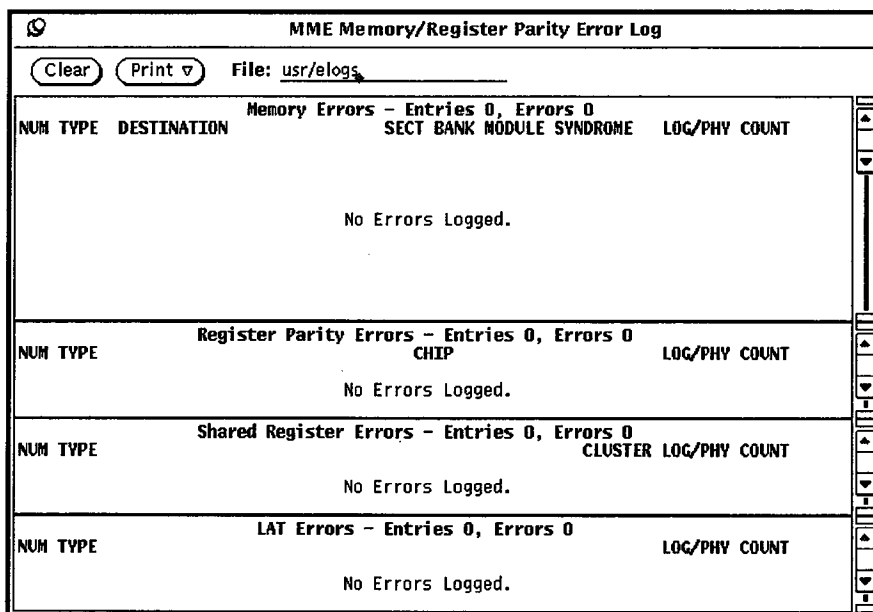 MME Memory/Register Parity Error Log
Clear Print File: usr/elogs
Memory Errors - Entries 0, Errors 0
NUM TYPE DESTINATION SECT BANK MODULE SYNDROME LOG/PHY COUNT
No Errors Logged.
Register Parity Errors - Entries 0, Errors 0
NUM TYPE CHIP LOG/PHY COUNT
No Errors Logged.
Shared Register Errors - Entries 0, Errors 0
NUM TYPE CLUSTER LOG/PHY COUNT
No Errors Logged.
LAT Errors - Entries 0, Errors 0
NUM TYPE LOG/PHY COUNT
No Errors Logged.